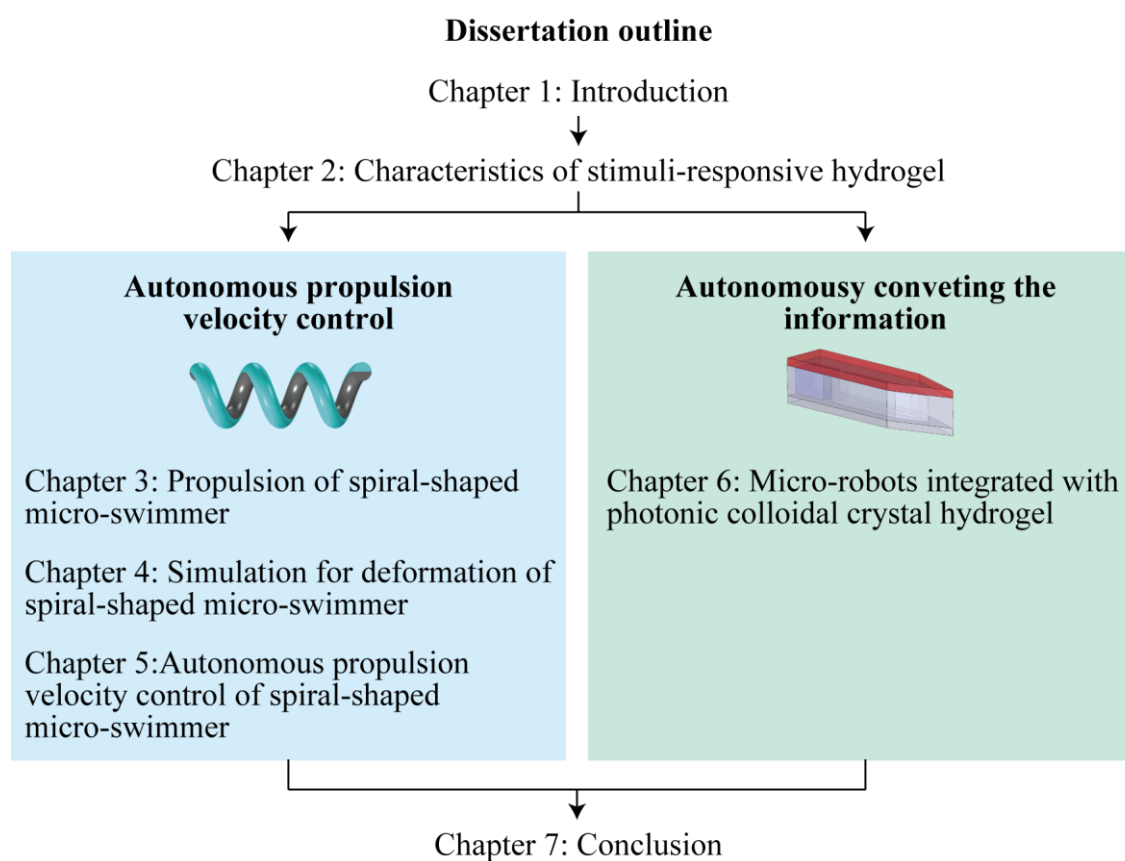 Dissertation outline
Chapter 1: Introduction
Chapter 2: Characteristics of stimuli-responsive hydrogel
Autonomous propulsion
velocity control
Chapter 3: Propulsion of spiral-shaped
micro-swimmer
Chapter 4: Simulation for deformation of
spiral-shaped micro-swimmer
Chapter 5:Autonomous propulsion
velocity control of spiral-shaped
micro-swimmer
Autonomousy conveting the
information
Chapter 6: Micro-robots integrated with
photonic colloidal crystal hydrogel
Chapter 7: Conclusion